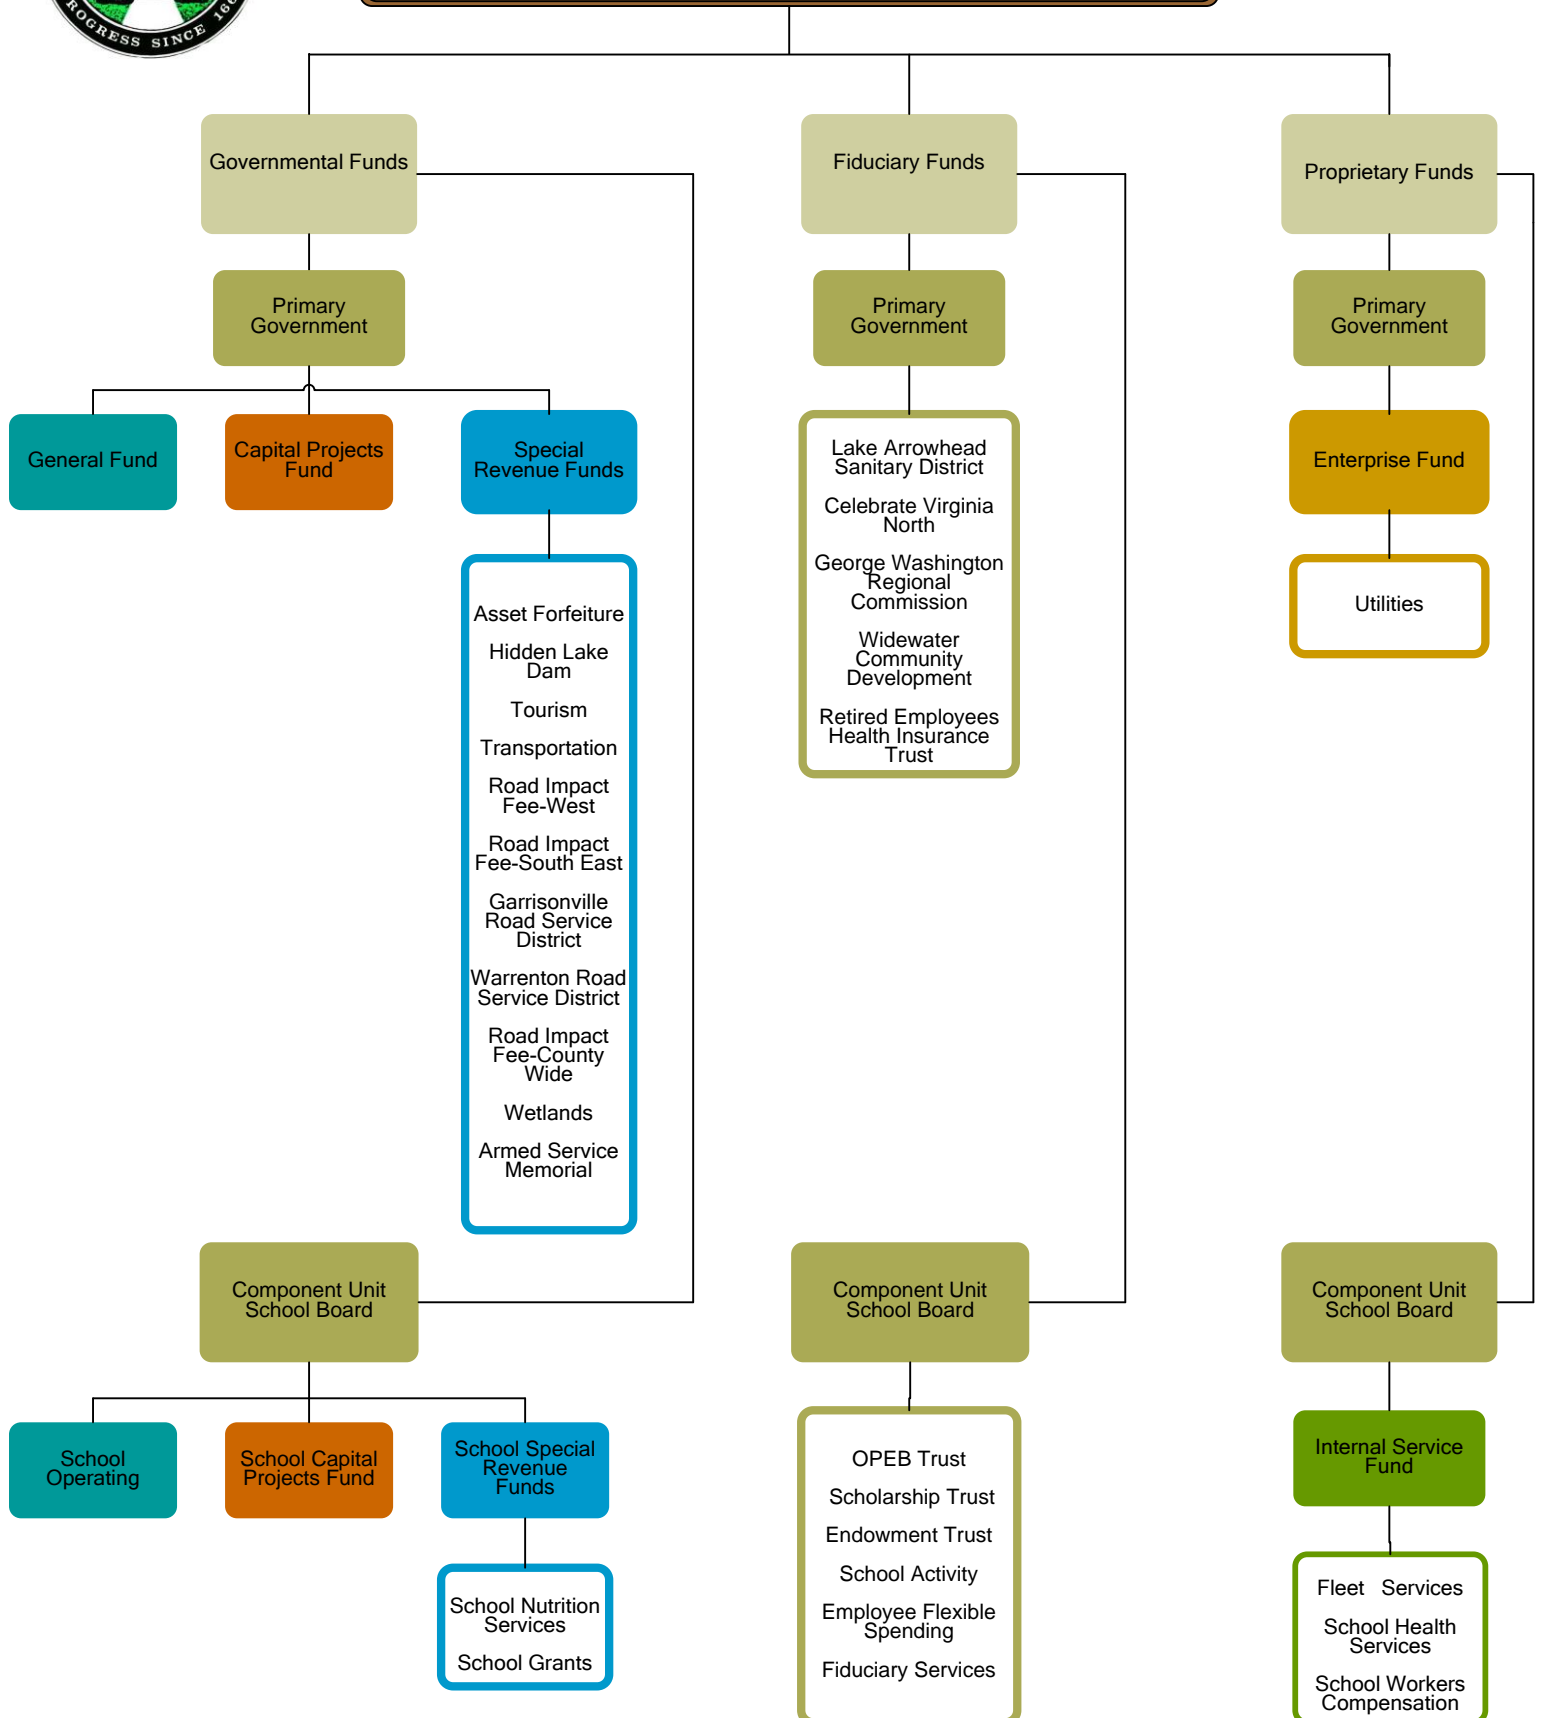 ROGRESS SINCE 166
Governmental Funds
Fiduciary Funds
Proprietary Funds
Primary
Government
Primary
Government
Primary
Government
General Fund
Capital Projects
Fund
Special
Revenue Funds
Lake Arrowhead
Sanitary District
Celebrate Virginia
North
George Washington
Regional
Commission
Widewater
Community
Development
Retired Employees
Health Insurance
Trust
Enterprise Fund
Utilities
Asset Forfeiture
Hidden Lake
Dam
Tourism
Transportation
Road Impact
Fee-West
Road Impact
Fee-South East
Garrisonville
Road Service
District
Warrenton Road
Service District
Road Impact
Fee-County
Wide
Wetlands
Armed Service
Memorial
Component Unit
School Board
Component Unit
School Board
Component Unit
School Board
School
Operating
School Capital
Projects Fund
School Special
Revenue
Funds
School Nutrition
Services
School Grants
OPEB Trust
Scholarship Trust
Endowment Trust
School Activity
Employee Flexible
Spending
Fiduciary Services
Internal Service
Fund
Fleet Services
School Health
Services
School Workers
Compensation